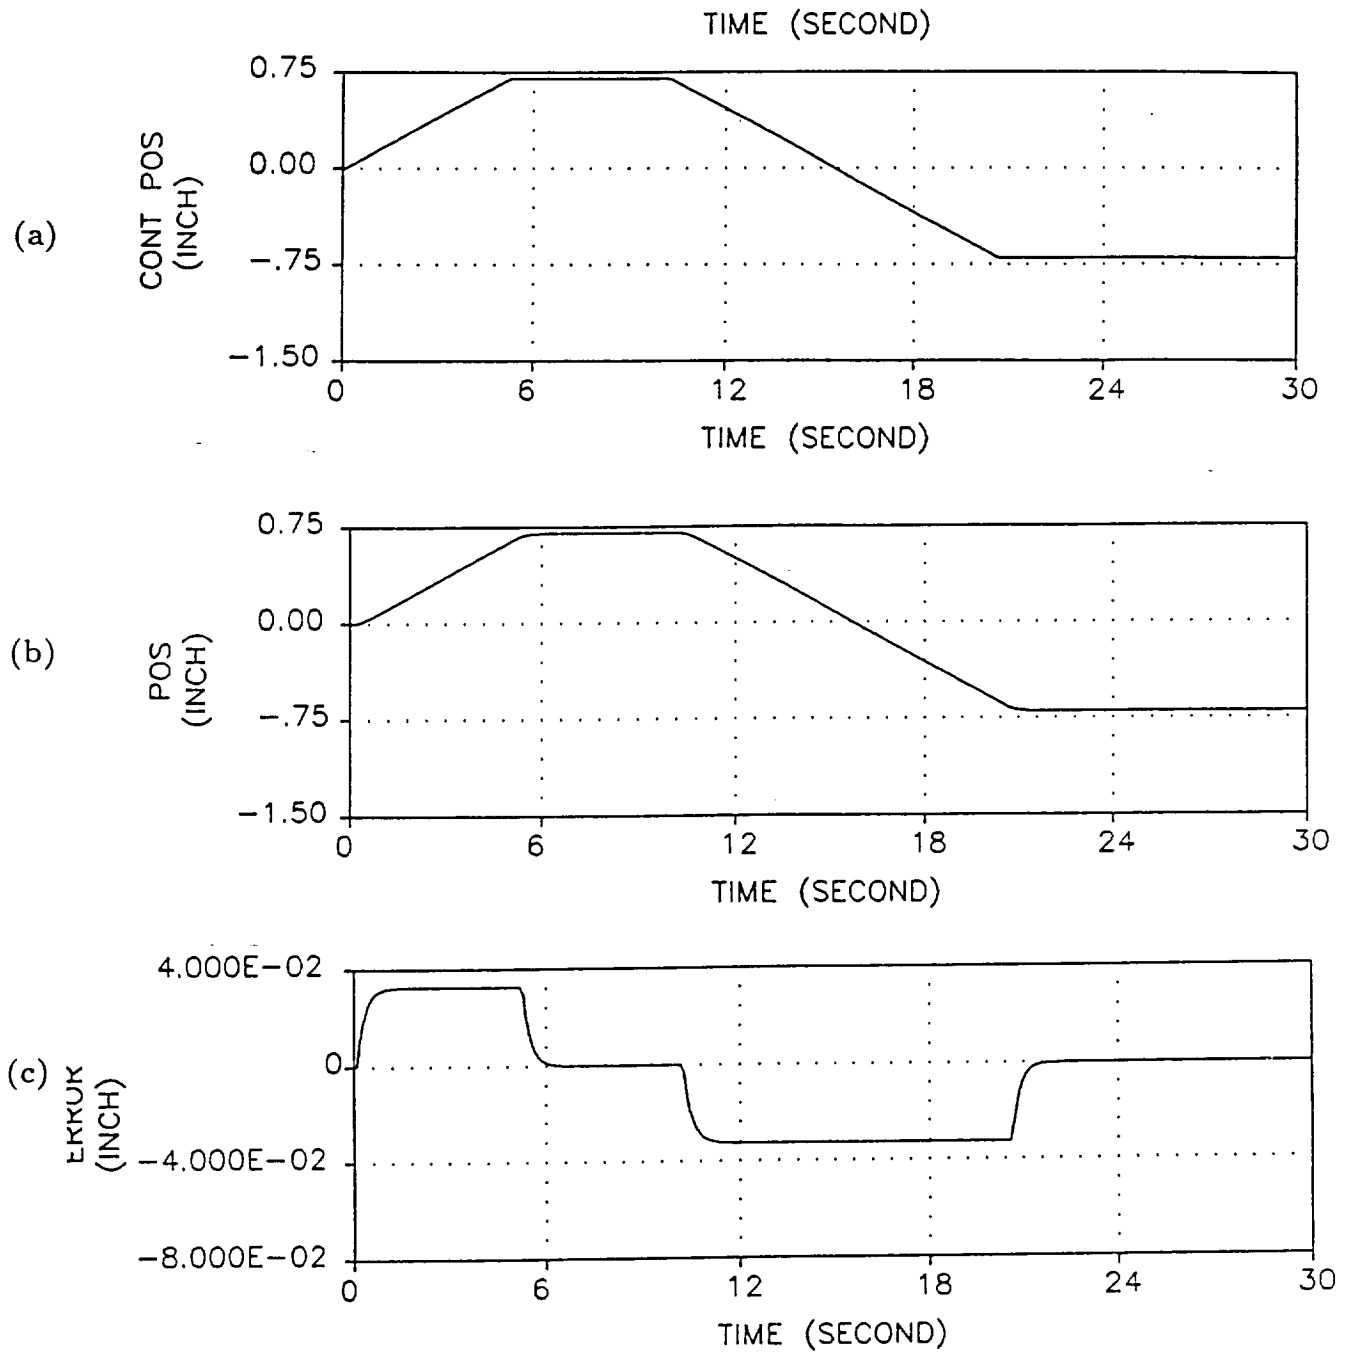 TIME (SECOND)
0.75
0.00
-.75
-1.50
CONT POS
(INCH)
(a)
0 6 12 18 24 30
TIME (SECOND)
0.75
0.00
-.75
-1.50
POS
(INCH)
(b)
0 6 12 18 24 30
TIME (SECOND)
4.000E-02
0
-4.000E-02
-8.000E-02
ERROR
(INCH)
(c)
0 6 12 18 24 30
TIME (SECOND)